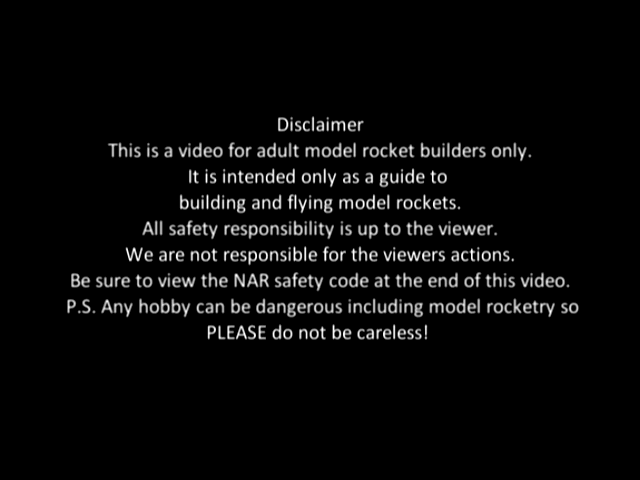 Disclaimer
This is a video for adult model rocket builders only.
It is intended only as a guide to
building and flying model rockets.
All safety responsibility is up to the viewer.
We are not responsible for the viewers actions.
Be sure to view the NAR safety code at the end of this video.
P.S. Any hobby can be dangerous including model rocketry so
PLEASE do not be careless!